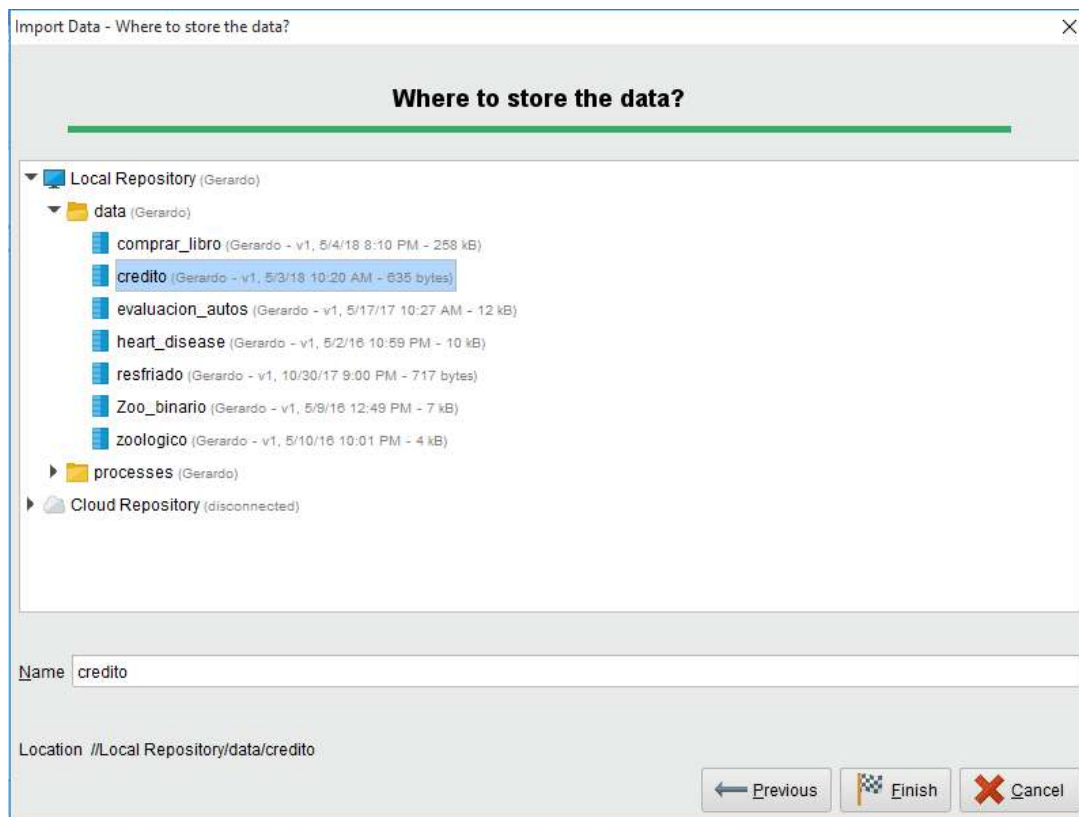 Import Data - Where to store the data?
Where to store the data?
Local Repository (Gerardo)
data (Gerardo)
comprar_libro (Gerardo - v1, 5/4/18 8:10 PM - 258 kB)
credito (Gerardo - v1, 5/3/18 10:20 AM - 635 bytes)
evaluacion_autos (Gerardo - v1, 5/17/17 10:27 AM - 12 kB)
heart_disease (Gerardo - v1, 5/2/16 10:59 PM - 10 kB)
resfriado (Gerardo - v1, 10/30/17 9:00 PM - 717 bytes)
Zoo_binario (Gerardo - v1, 5/9/16 12:49 PM - 7 kB)
zoologico (Gerardo - v1, 5/10/16 10:01 PM - 4 kB)
processes (Gerardo)
Cloud Repository (disconnected)
Name credito
Location //Local Repository/data/credito
Previous Finish Cancel